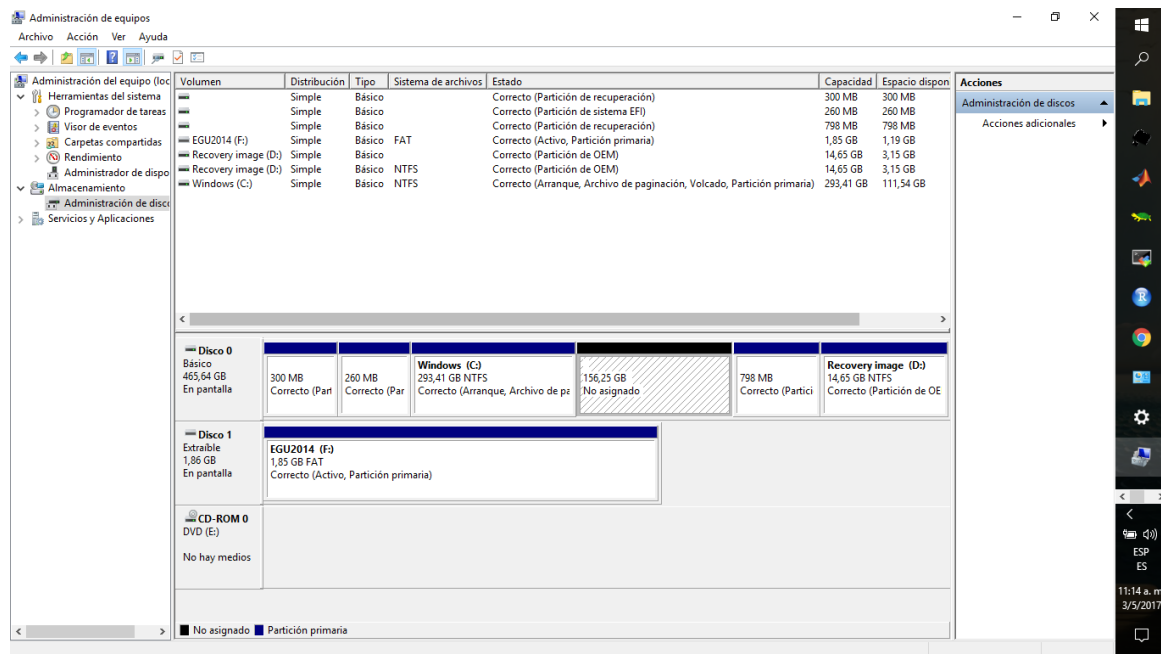 Administración de equipos
Archivo Acción Ver Ayuda
Administración del equipo (loc
Herramientas del sistema
Programador de tareas
Visor de eventos
Carpetas compartidas
Rendimiento
Administrador de dispo
Almacenamiento
Administración de disco
Servicios y Aplicaciones
Volumen Distribución Tipo Sistema de archivos Estado Capacidad Espacio dispon
Simple Básico Correcto (Partición de recuperación) 300 MB 300 MB
Simple Básico Correcto (Partición de sistema EFI) 260 MB 260 MB
Simple Básico Correcto (Partición de recuperación) 798 MB 798 MB
EGU2014 (F:) Simple Básico FAT Correcto (Activo, Partición primaria) 1,85 GB 1,19 GB
Recovery image (D:) Simple Básico Correcto (Partición de OEM) 14,65 GB 3,15 GB
Recovery image (D:) Simple Básico NTFS Correcto (Partición de OEM) 14,65 GB 3,15 GB
Windows (C:) Simple Básico NTFS Correcto (Arranque, Archivo de paginación, Volcado, Partición primaria) 293,41 GB 111,54 GB
Disco 0
Básico
465,64 GB
En pantalla
300 MB
Correcto (Part
260 MB
Correcto (Par
Windows (C:)
293,41 GB NTFS
Correcto (Arranque, Archivo de pa
156,25 GB
No asignado
798 MB
Correcto (Partici
Recovery image (D:)
14,65 GB NTFS
Correcto (Partición de OE
Disco 1
Extraíble
1,86 GB
En pantalla
EGU2014 (F:)
1,85 GB FAT
Correcto (Activo, Partición primaria)
CD-ROM 0
DVD (E:)
No hay medios
No asignado Partición primaria
Acciones
Administración de discos
Acciones adicionales
R
ESP
ES
11:14 a. m
3/5/2017